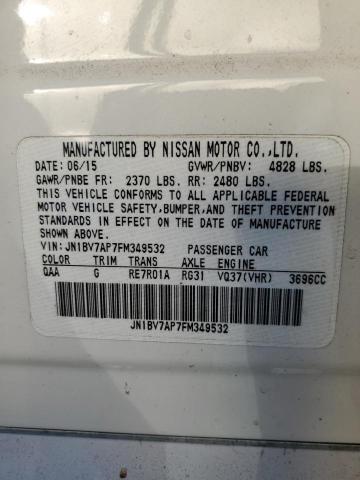 MANUFACTURED BY NISSAN MOTOR CO.,LTD.
DATE: 06/15 GVWR/PNBV: 4828 LBS.
GAWR/PNBE FR: 2370 LBS. RR: 2480 LBS.
THIS VEHICLE CONFORMS TO ALL APPLICABLE FEDERAL
MOTOR VEHICLE SAFETY,BUMPER,AND THEFT PREVENTION
STANDARDS IN EFFECT ON THE DATE OF MANUFACTURE
SHOWN ABOVE.
VIN: JN1BV7AP7FM349532 PASSENGER CAR
COLOR TRIM TRANS AXLE ENGINE
QAA G RE7R01A RG31 VQ37(VHR) 3696CC
JN1BV7AP7FM349532